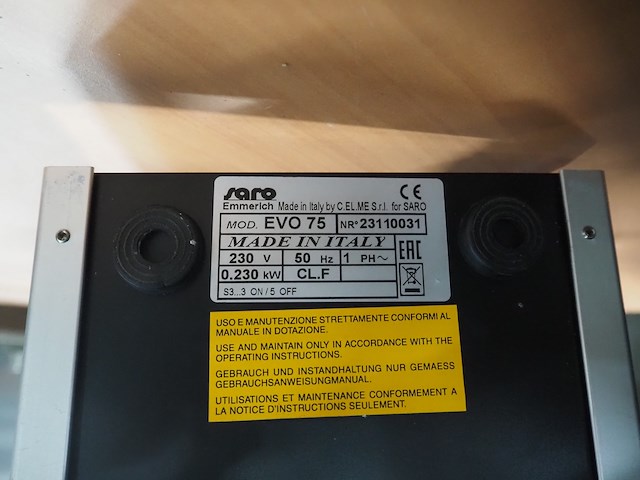 saro CE
Emmerich Made in Italy by C.EL.ME S.r.l. for SARO
MOD. EVO 75 NR° 23110031
MADE IN ITALY EAC
230 V 50 Hz 1 PH~
0.230 kW CL.F
S3...3 ON / 5 OFF
USO E MANUTENZIONE STRETTAMENTE CONFORMI AL
MANUALE IN DOTAZIONE.
USE AND MAINTAIN ONLY IN ACCORDANCE WITH THE
OPERATING INSTRUCTIONS.
GEBRAUCH UND INSTANDHALTUNG NUR GEMAESS
GEBRAUCHSANWEISUNGMANUAL.
UTILISATIONS ET MAINTENANCE CONFORMEMENT A
LA NOTICE D'INSTRUCTIONS SEULEMENT.